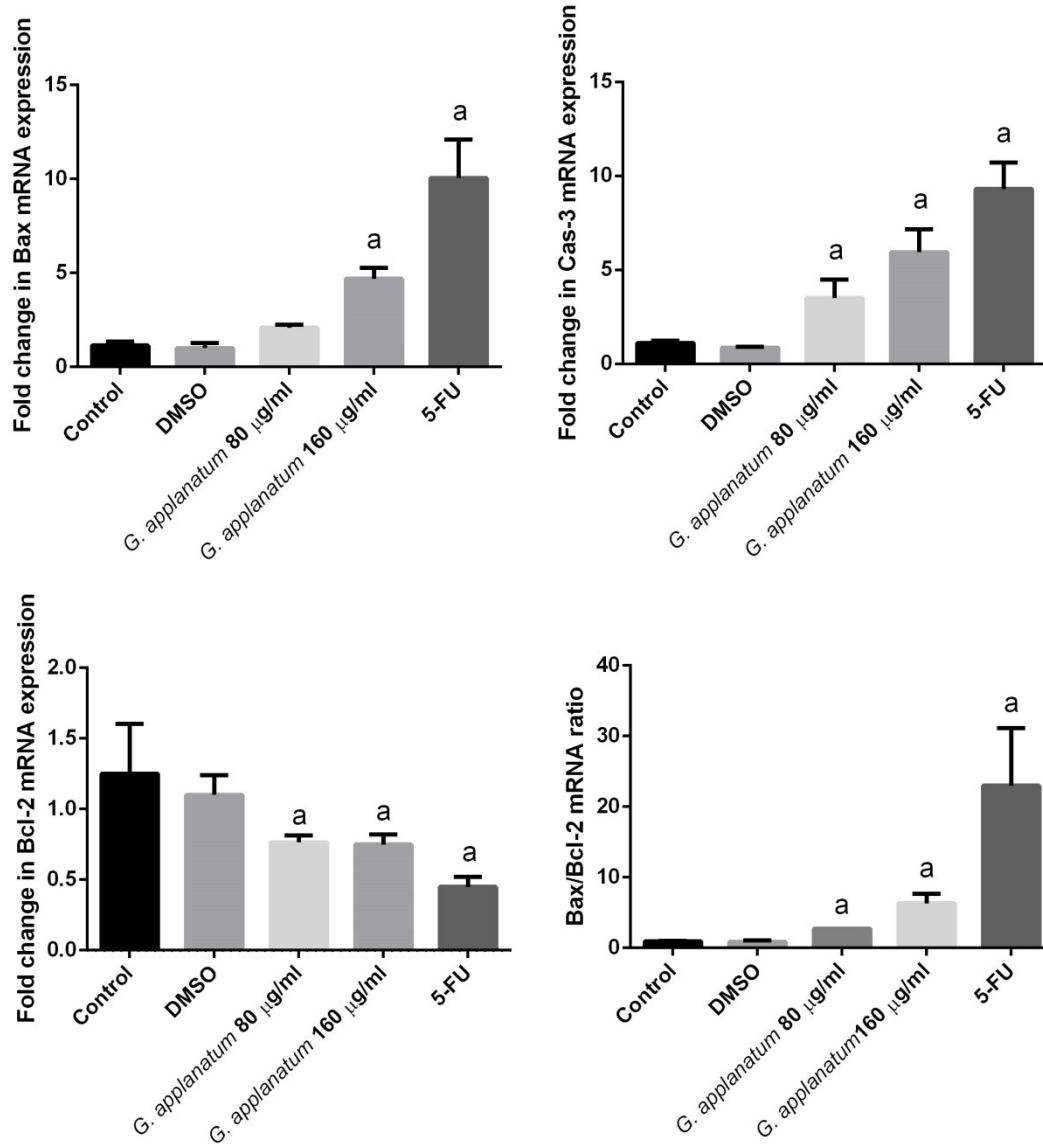 Fold change in Bax mRNA expression
15
10
5
0
a
a
Control
DMSO
G. applanatum 80 μg/ml
G. applanatum 160 μg/ml
5-FU
Fold change in Cas-3 mRNA expression
15
10
5
0
a
a
a
Control
DMSO
G. applanatum 80 μg/ml
G. applanatum 160 μg/ml
5-FU
Fold change in Bcl-2 mRNA expression
2.0
1.5
1.0
0.5
0.0
a
a
a
Control
DMSO
G. applanatum 80 μg/ml
G. applanatum 160 μg/ml
5-FU
Bax/Bcl-2 mRNA ratio
40
30
20
10
0
a
a
a
Control
DMSO
G. applanatum 80 μg/ml
G. applanatum160 μg/ml
5-FU